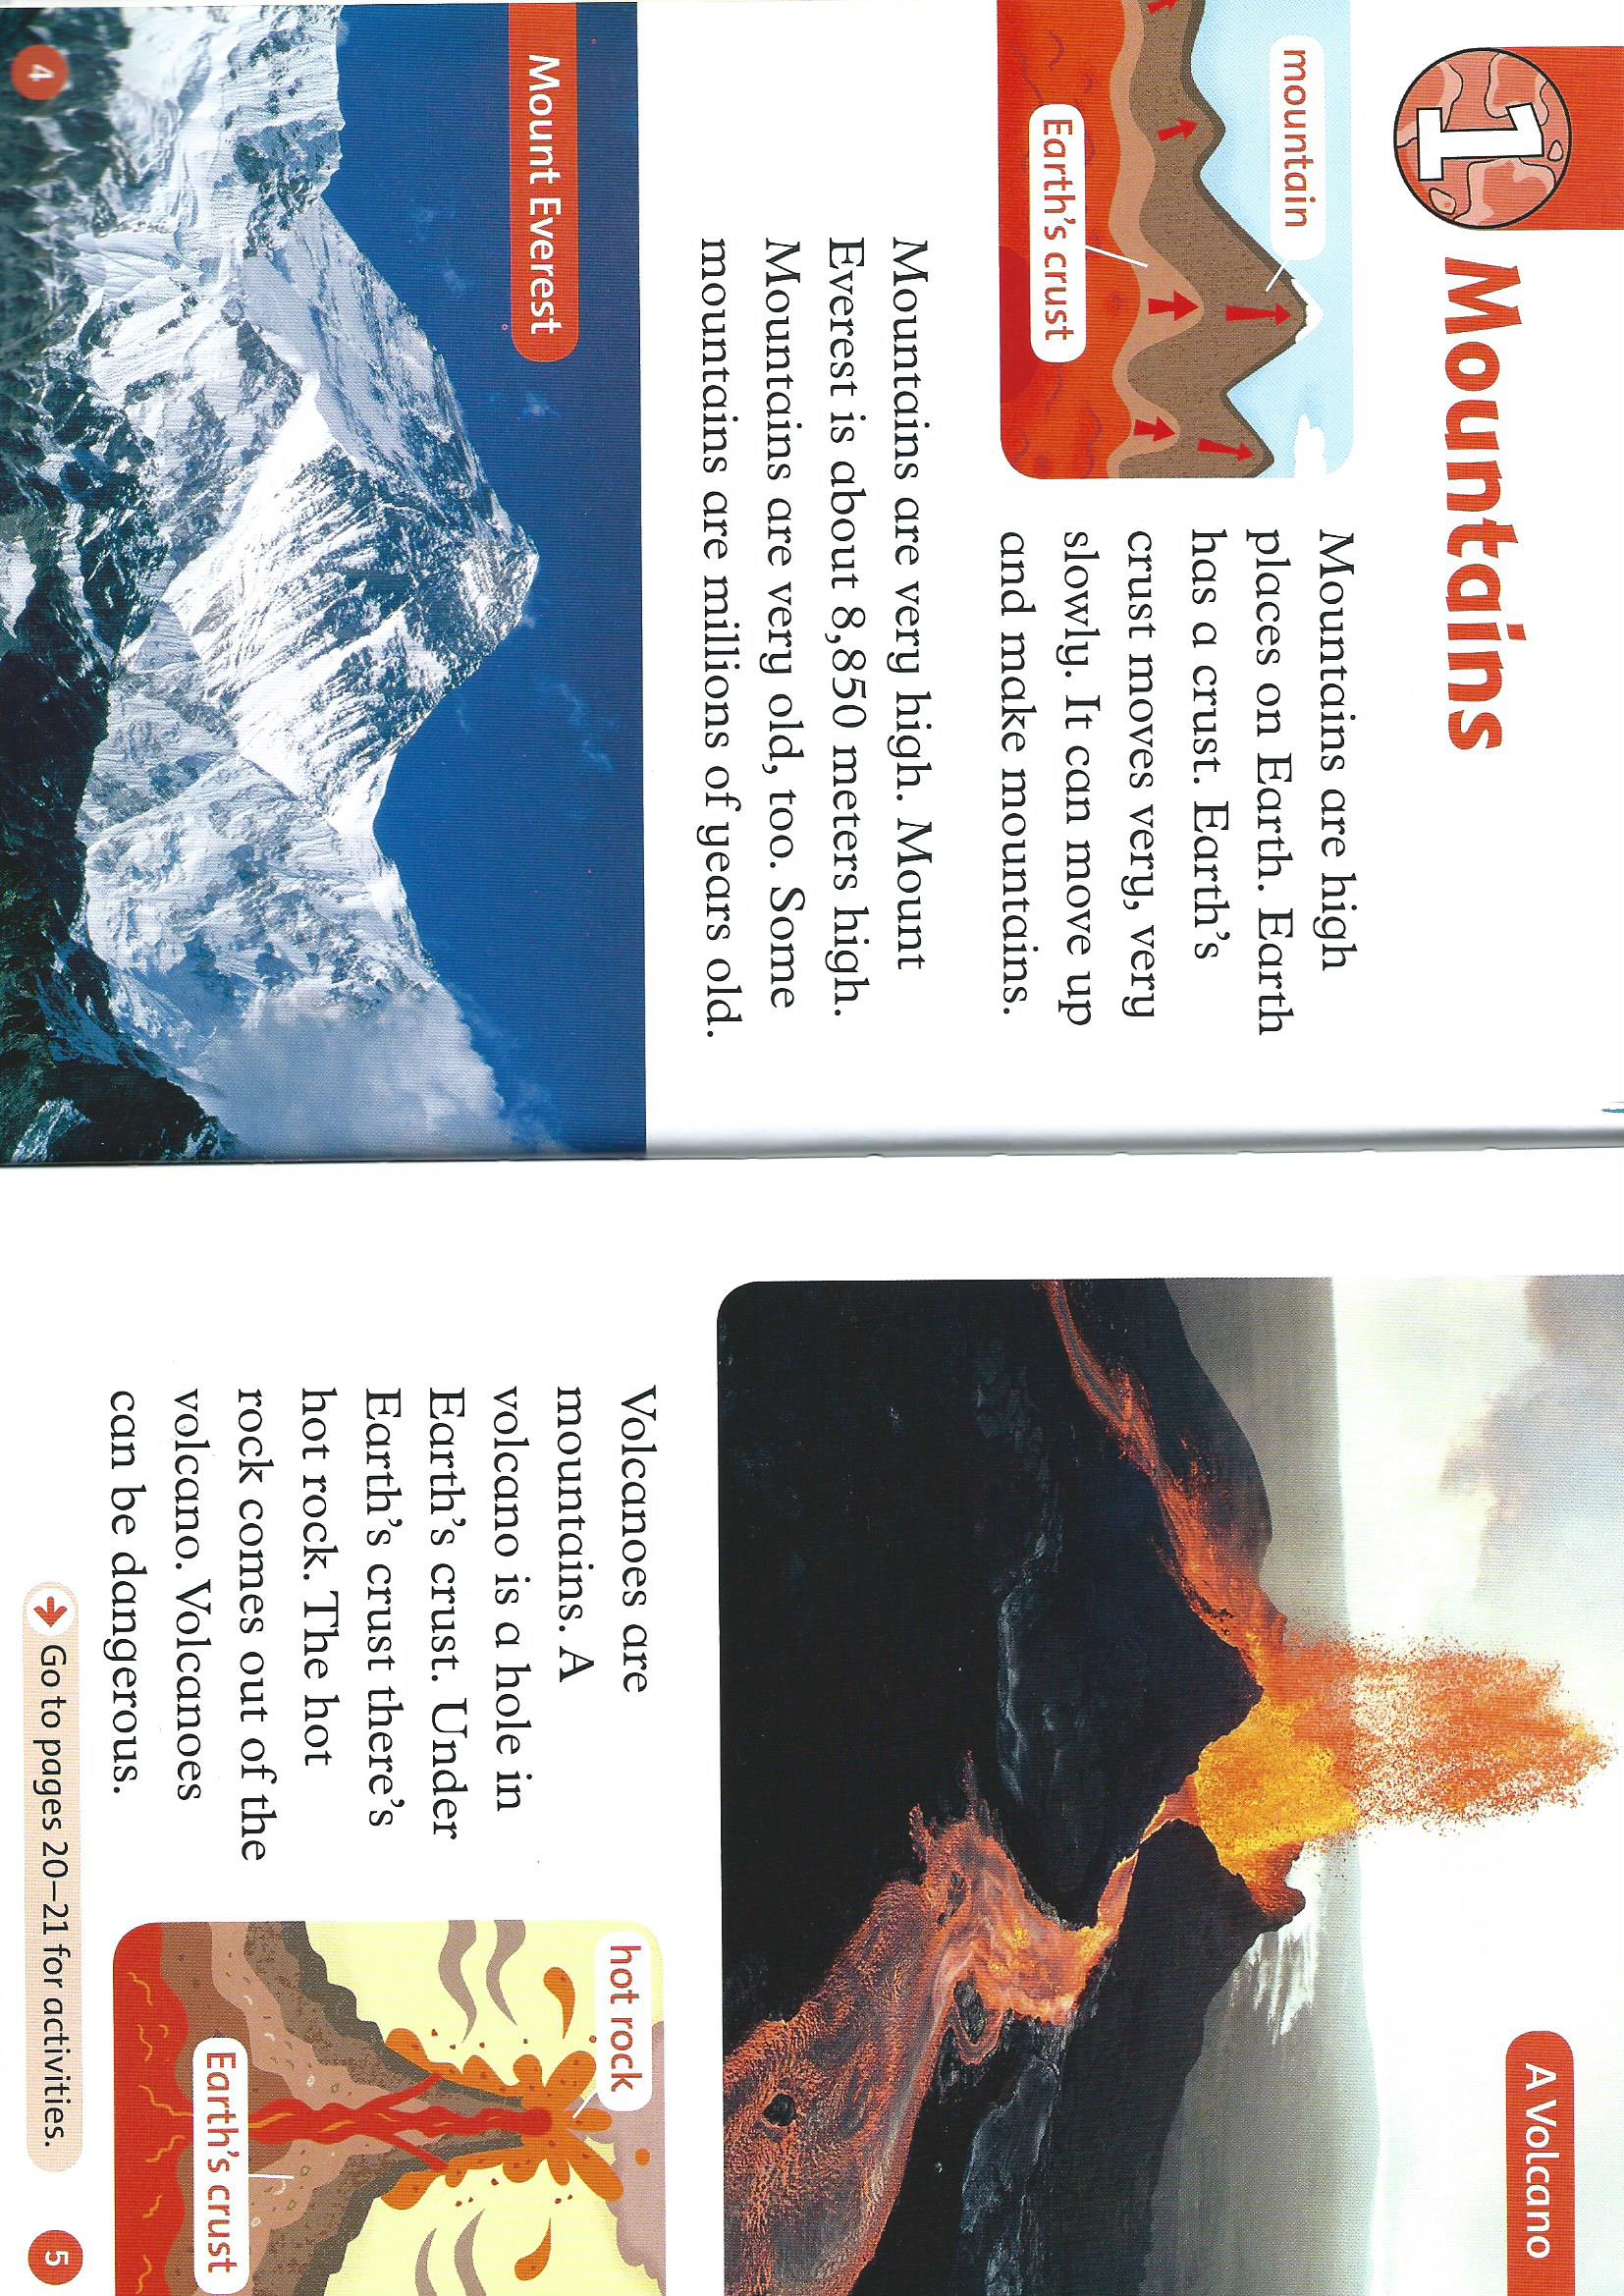 1
Mountains
mountain
Earth's crust
Mountains are high
places on Earth. Earth
has a crust. Earth's
crust moves very, very
slowly. It can move up
and make mountains.
Mountains are very high. Mount
Everest is about 8,850 meters high.
Mountains are very old, too. Some
mountains are millions of years old.
Mount Everest
4
A Volcano
Volcanoes are
mountains. A
volcano is a hole in
Earth's crust. Under
Earth's crust there's
hot rock. The hot
rock comes out of the
volcano. Volcanoes
can be dangerous.
hot rock
Earth's crust
Go to pages 20–21 for activities.
5